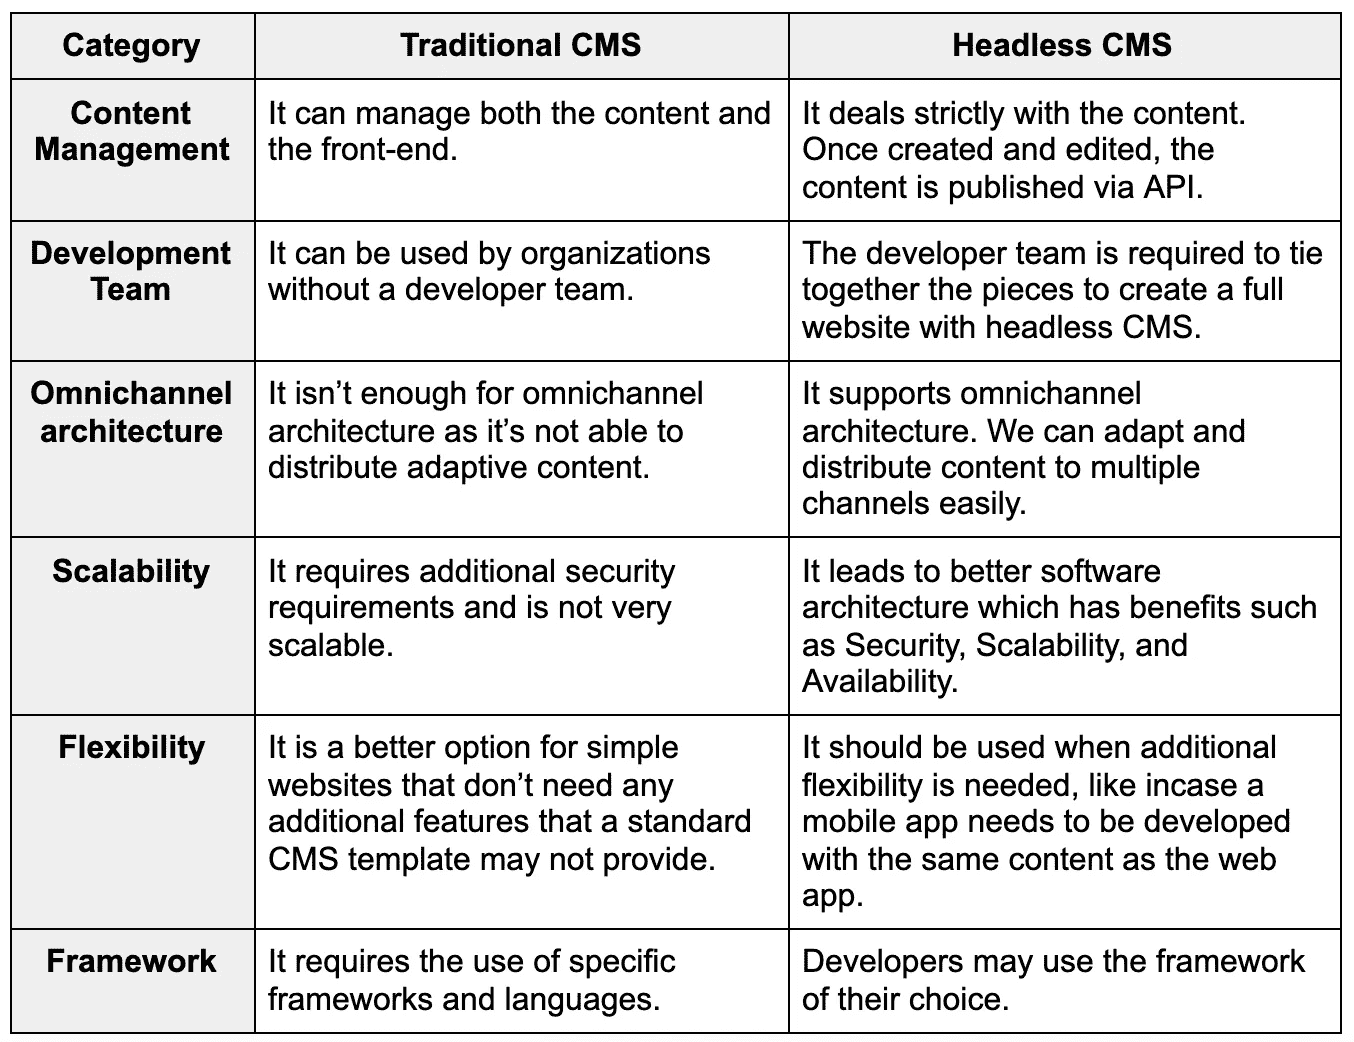 Category
Traditional CMS
Headless CMS
Content
Management
It can manage both the content and
the front-end.
It deals strictly with the content.
Once created and edited, the
content is published via API.
Development
Team
It can be used by organizations
without a developer team.
The developer team is required to tie
together the pieces to create a full
website with headless CMS.
Omnichannel
architecture
It isn’t enough for omnichannel
architecture as it’s not able to
distribute adaptive content.
It supports omnichannel
architecture. We can adapt and
distribute content to multiple
channels easily.
Scalability
It requires additional security
requirements and is not very
scalable.
It leads to better software
architecture which has benefits such
as Security, Scalability, and
Availability.
Flexibility
It is a better option for simple
websites that don’t need any
additional features that a standard
CMS template may not provide.
It should be used when additional
flexibility is needed, like incase a
mobile app needs to be developed
with the same content as the web
app.
Framework
It requires the use of specific
frameworks and languages.
Developers may use the framework
of their choice.